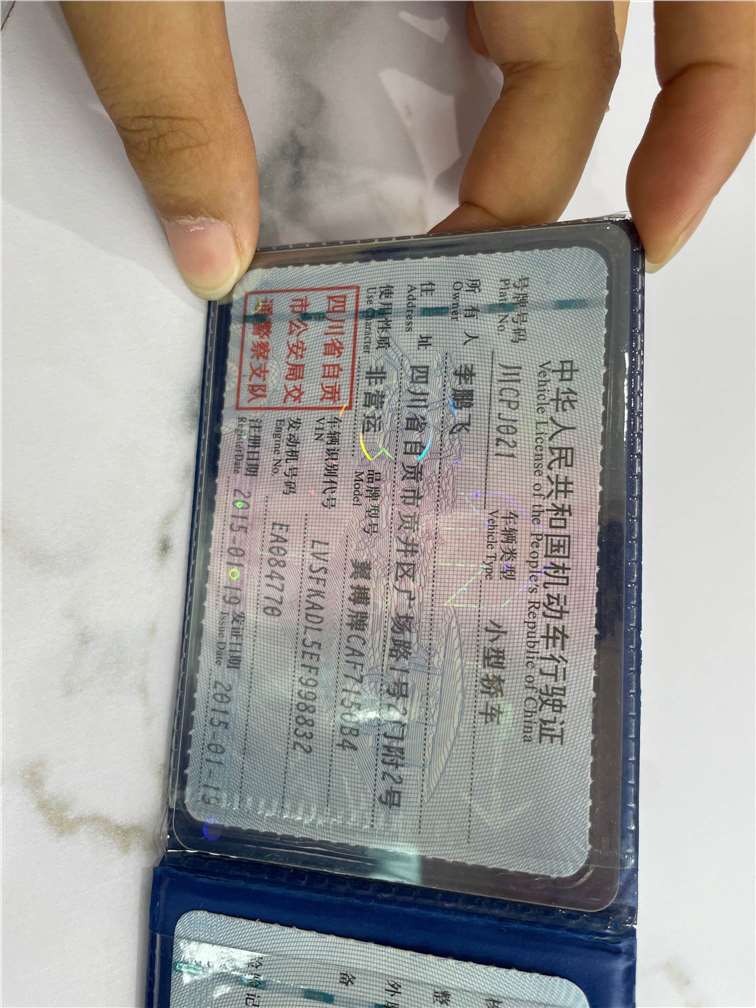 中华人民共和国机动车行驶证
Vehicle License of the People's Republic of China
号牌号码 川CPJ021 车辆类型 小型轿车
Plate No. Vehicle Type
所有人 李鹏飞
Owner
住址 四川省自贡市贡井区广场路1号2门附2号
Address
使用性质 非营运 品牌型号 翼搏牌CAF7150B4
Use Character Model
四川省自贡
市公安局交
通警察支队
车辆识别代号 LVSFKADL5EF998832
VIN
发动机号码 EA084770
Engine No.
注册日期 2015-01-19 发证日期 2015-01-19
Register Date Issue Date